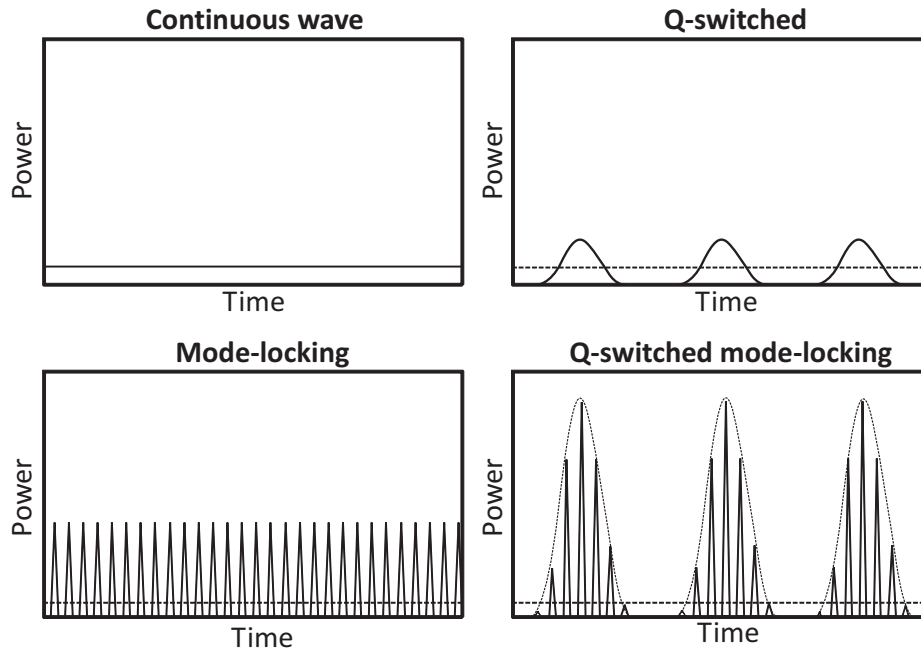 Continuous wave
Power
Time
Q-switched
Power
Time
Mode-locking
Power
Time
Q-switched mode-locking
Power
Time